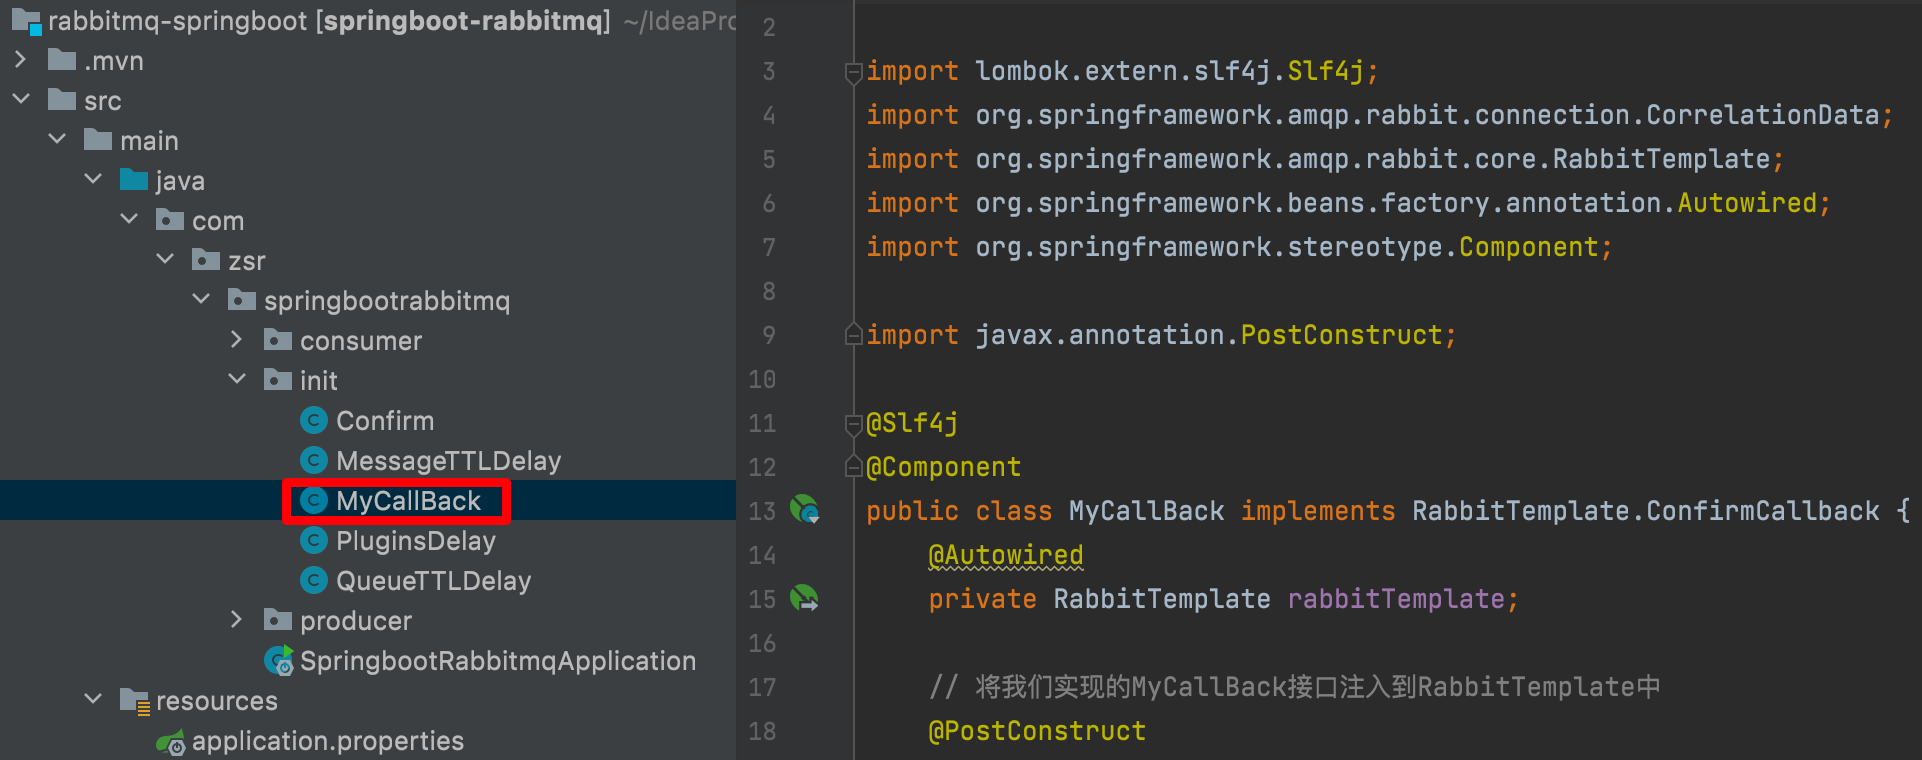 rabbitmq-springboot [springboot-rabbitmq] ~/IdeaPro
.mvn
src
main
java
com
zsr
springbootrabbitmq
consumer
init
Confirm
MessageTTLDelay
MyCallBack
PluginsDelay
QueueTTLDelay
producer
SpringbootRabbitmqApplication
resources
application.properties
2
3 import lombok.extern.slf4j.Slf4j;
4 import org.springframework.amqp.rabbit.connection.CorrelationData;
5 import org.springframework.amqp.rabbit.core.RabbitTemplate;
6 import org.springframework.beans.factory.annotation.Autowired;
7 import org.springframework.stereotype.Component;
8
9 import javax.annotation.PostConstruct;
10
11 @Slf4j
12 @Component
13 public class MyCallBack implements RabbitTemplate.ConfirmCallback {
14 @Autowired
15 private RabbitTemplate rabbitTemplate;
16
17 // 将我们实现的MyCallBack接口注入到RabbitTemplate中
18 @PostConstruct